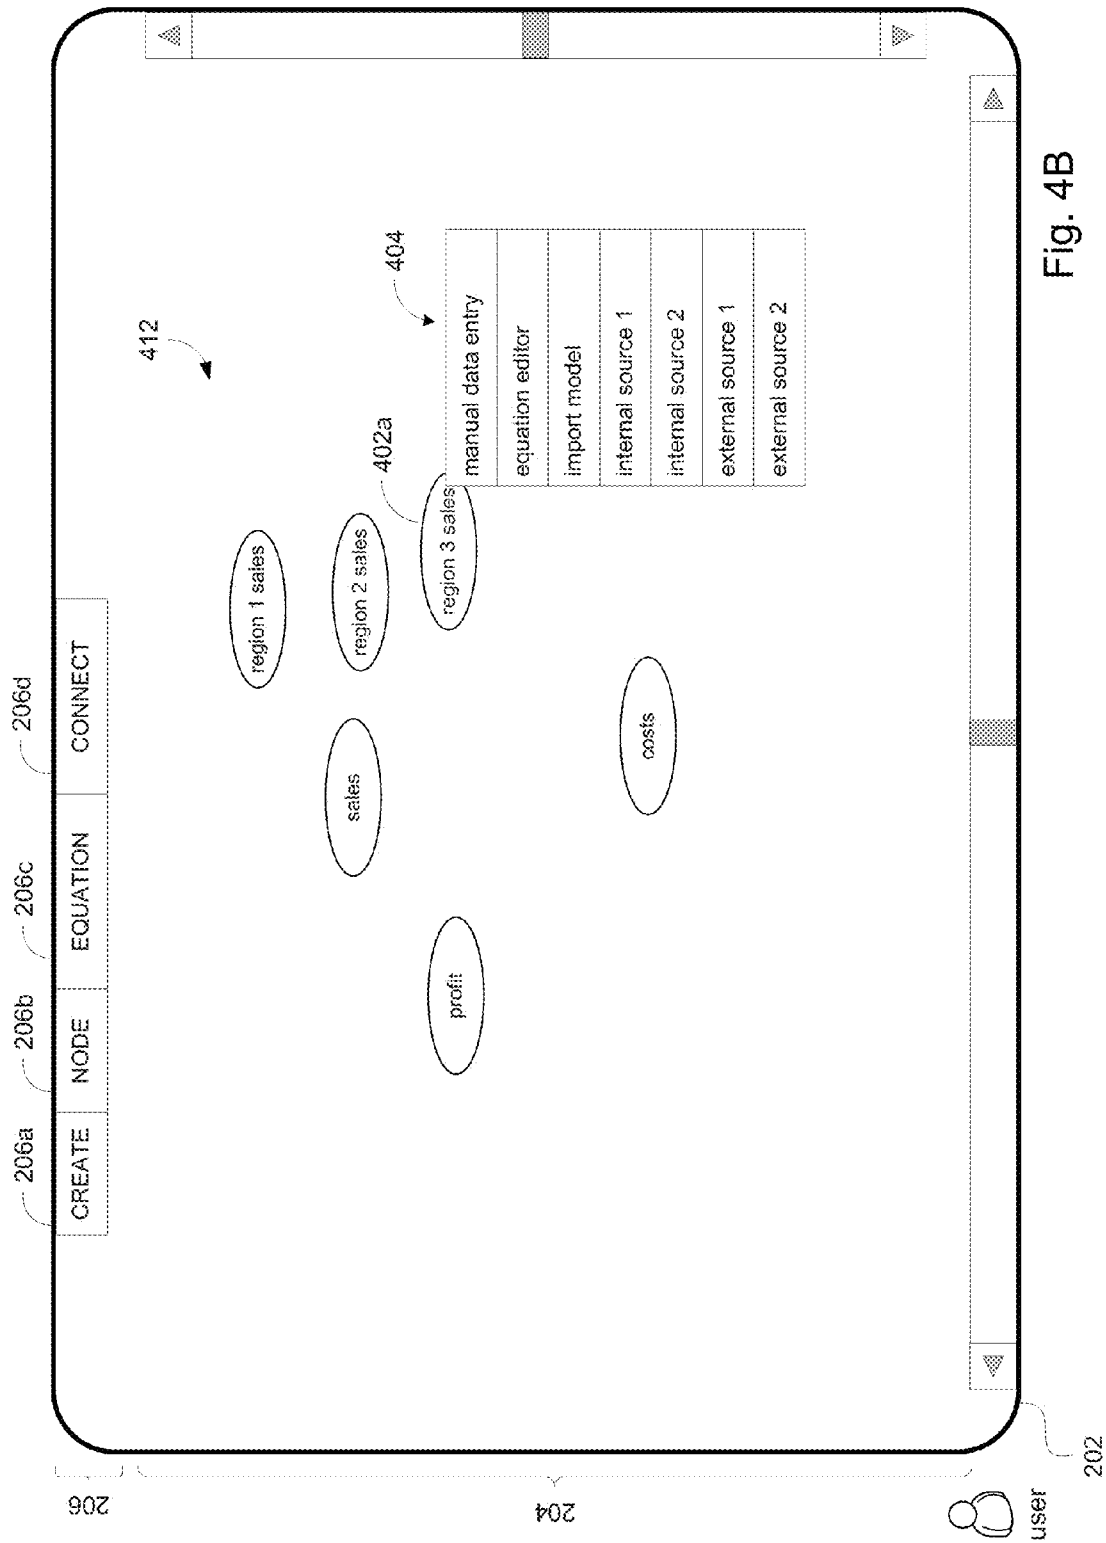 206
206a
206b
206c
206d
CREATE
NODE
EQUATION
CONNECT
412
204
region 1 sales
sales
region 2 sales
402a
404
profit
region 3 sales
manual data entry
equation editor
import model
internal source 1
internal source 2
external source 1
external source 2
costs
user
202
Fig. 4B